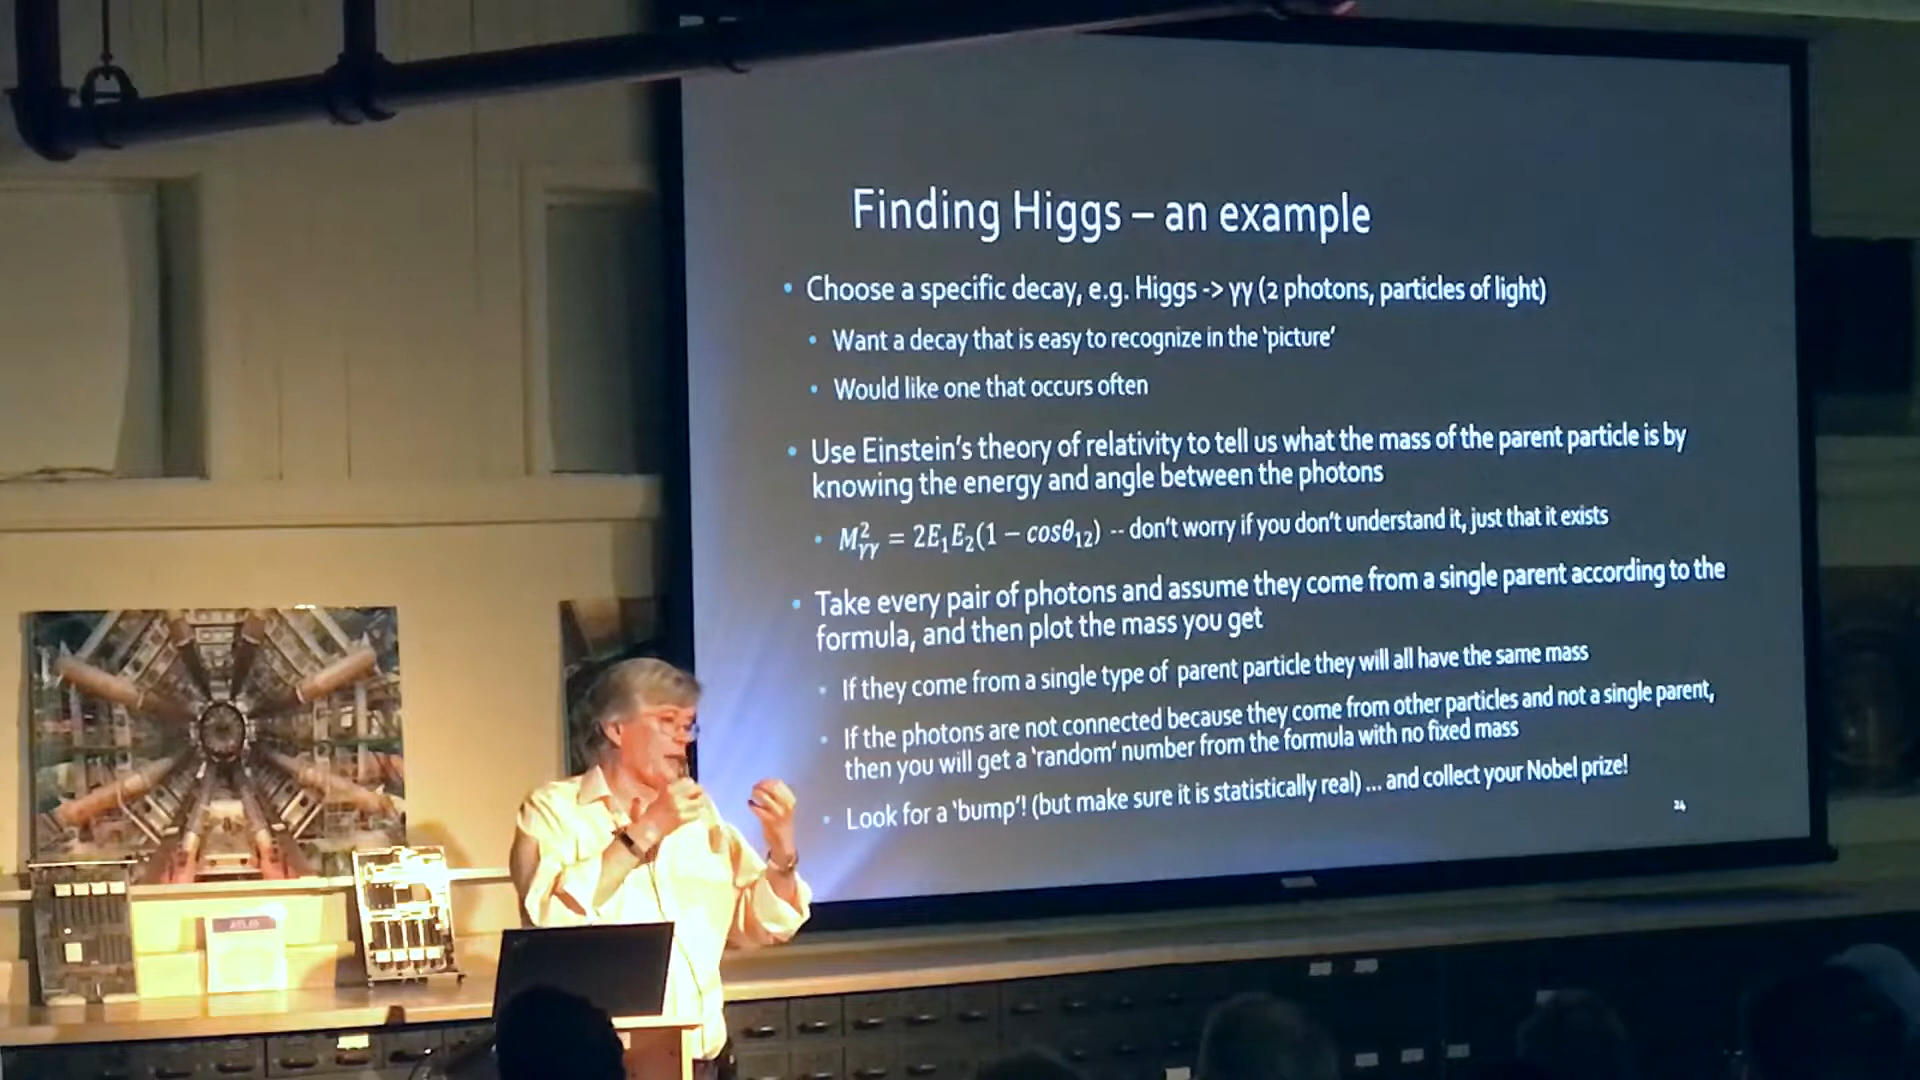 Finding Higgs – an example
• Choose a specific decay, e.g. Higgs -> γγ (2 photons, particles of light)
• Want a decay that is easy to recognize in the ‘picture’
• Would like one that occurs often
• Use Einstein’s theory of relativity to tell us what the mass of the parent particle is by
knowing the energy and angle between the photons
• M²γγ = 2E₁E₂(1 − cosθ₁₂) -- don’t worry if you don’t understand it, just that it exists
• Take every pair of photons and assume they come from a single parent according to the
formula, and then plot the mass you get
• If they come from a single type of parent particle they will all have the same mass
• If the photons are not connected because they come from other particles and not a single parent,
then you will get a ‘random’ number from the formula with no fixed mass
• Look for a ‘bump’! (but make sure it is statistically real) ... and collect your Nobel prize!
24
ATLAS